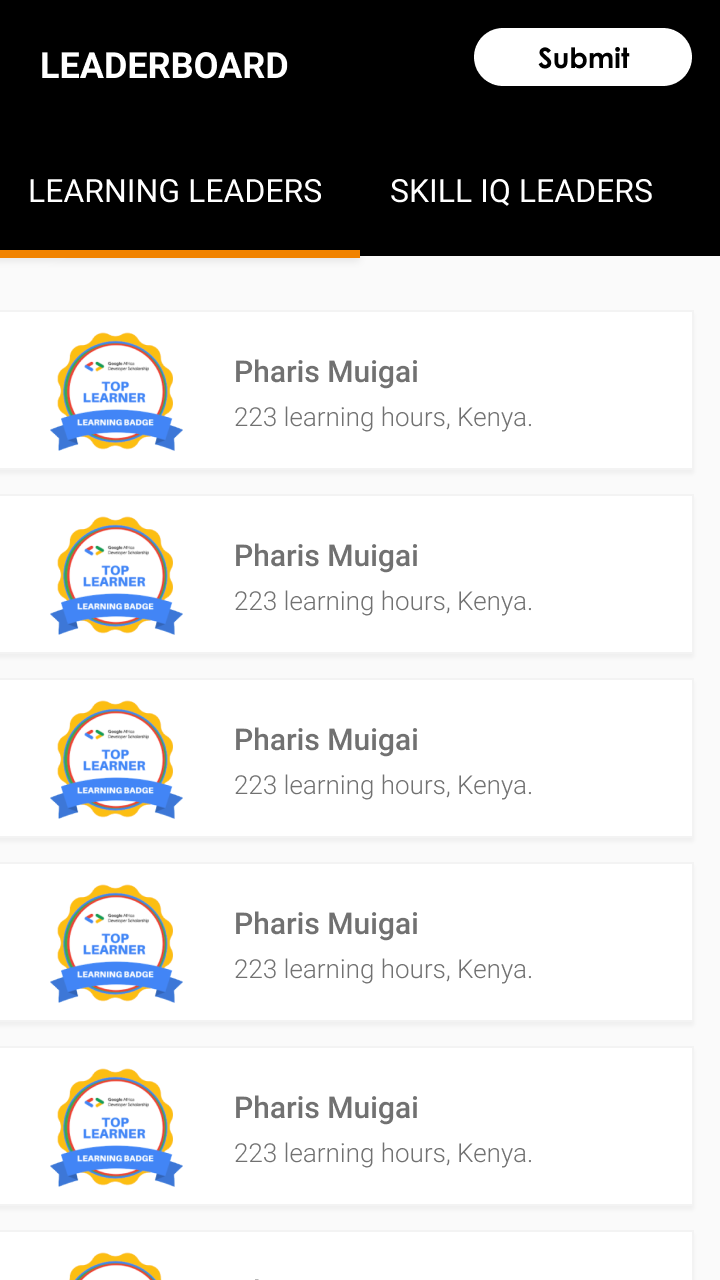 LEADERBOARD
Submit
LEARNING LEADERS
SKILL IQ LEADERS
Google Africa
Developer Scholarship
TOP
LEARNER
LEARNING BADGE
Pharis Muigai
223 learning hours, Kenya.
Google Africa
Developer Scholarship
TOP
LEARNER
LEARNING BADGE
Pharis Muigai
223 learning hours, Kenya.
Google Africa
Developer Scholarship
TOP
LEARNER
LEARNING BADGE
Pharis Muigai
223 learning hours, Kenya.
Google Africa
Developer Scholarship
TOP
LEARNER
LEARNING BADGE
Pharis Muigai
223 learning hours, Kenya.
Google Africa
Developer Scholarship
TOP
LEARNER
LEARNING BADGE
Pharis Muigai
223 learning hours, Kenya.